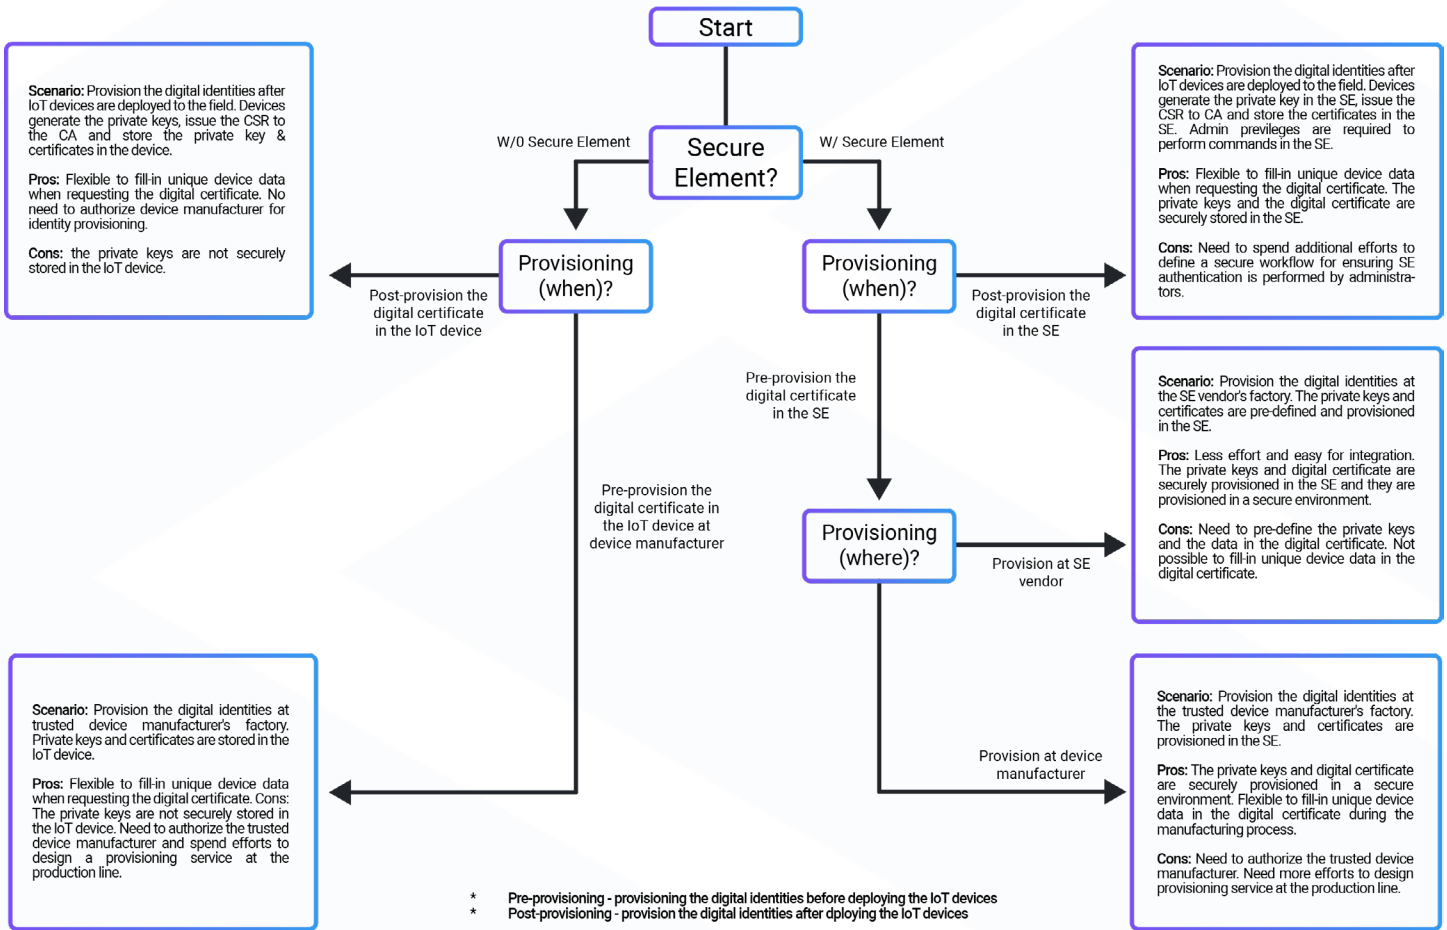 Start
Secure
Element?
W/0 Secure Element
W/ Secure Element
Scenario: Provision the digital identities after
IoT devices are deployed to the field. Devices
generate the private keys, issue the CSR to
the CA and store the private key &
certificates in the device.
Pros: Flexible to fill-in unique device data
when requesting the digital certificate. No
need to authorize device manufacturer for
identity provisioning.
Cons: the private keys are not securely
stored in the IoT device.
Provisioning
(when)?
Post-provision the
digital certificate
in the IoT device
Provisioning
(when)?
Post-provision the
digital certificate
in the SE
Scenario: Provision the digital identities after
IoT devices are deployed to the field. Devices
generate the private key in the SE, issue the
CSR to CA and store the certificates in the
SE. Admin previleges are required to
perform commands in the SE.
Pros: Flexible to fill-in unique device data
when requesting the digital certificate. The
private keys and the digital certificate are
securely stored in the SE.
Cons: Need to spend additional efforts to
define a secure workflow for ensuring SE
authentication is performed by administra-
tors.
Pre-provision the
digital certificate
in the SE
Pre-provision the
digital certificate in
the IoT device at
device manufacturer
Provisioning
(where)?
Provision at SE
vendor
Scenario: Provision the digital identities at
the SE vendor's factory. The private keys and
certificates are pre-defined and provisioned
in the SE.
Pros: Less effort and easy for integration.
The private keys and digital certificate are
securely provisioned in the SE and they are
provisioned in a secure environment.
Cons: Need to pre-define the private keys
and the data in the digital certificate. Not
possible to fill-in unique device data in the
digital certificate.
Scenario: Provision the digital identities at
trusted device manufacturer's factory.
Private keys and certificates are stored in the
IoT device.
Pros: Flexible to fill-in unique device data
when requesting the digital certificate. Cons:
The private keys are not securely stored in
the IoT device. Need to authorize the trusted
device manufacturer and spend efforts to
design a provisioning service at the
production line.
Provision at device
manufacturer
Scenario: Provision the digital identities at
the trusted device manufacturer's factory.
The private keys and certificates are
provisioned in the SE.
Pros: The private keys and digital certificate
are securely provisioned in a secure
environment. Flexible to fill-in unique device
data in the digital certificate during the
manufacturing process.
Cons: Need to authorize the trusted device
manufacturer. Need more efforts to design
provisioning service at the production line.
* Pre-provisioning - provisioning the digital identities before deploying the IoT devices
* Post-provisioning - provision the digital identities after dploying the IoT devices